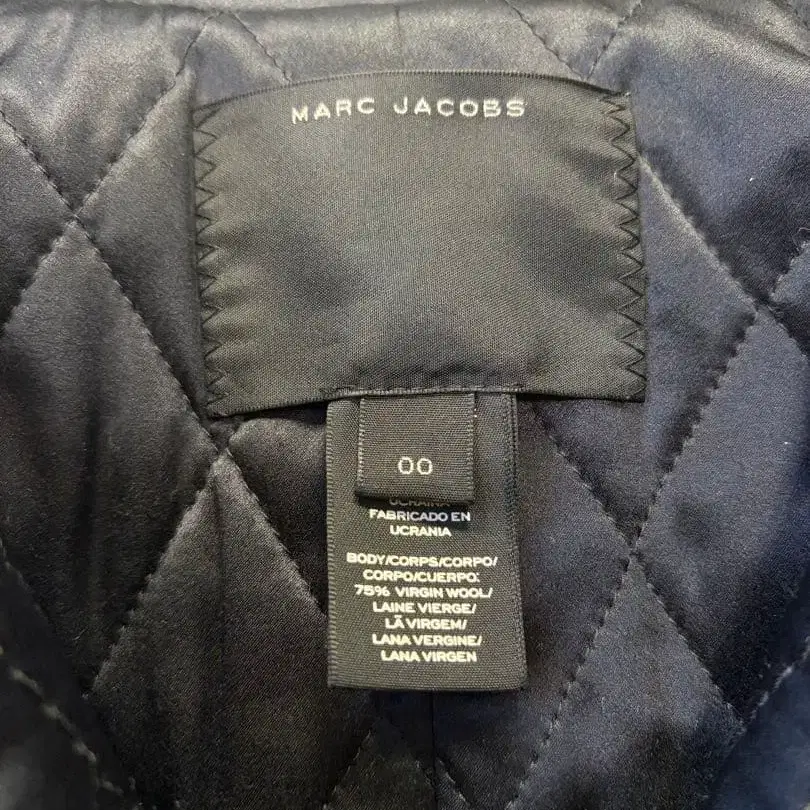 MARC JACOBS
00
UCRAINA
FABRICADO EN
UCRANIA
BODY/CORPS/CORPO/
CORPO/CUERPO:
75% VIRGIN WOOL/
LAINE VIERGE/
LÃ VIRGEM/
LANA VERGINE/
LANA VIRGEN